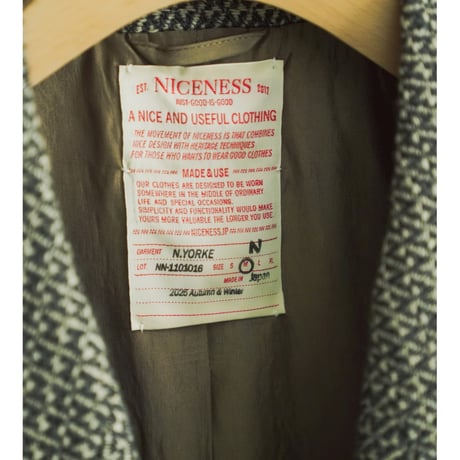 EST. NICENESS 2017
JUST-GOOD-IS-GOOD
A NICE AND USEFUL CLOTHING
THE MOVEMENT OF NICENESS IS THAT COMBINES
NICE DESIGN WITH HERITAGE TECHNIQUES
FOR THOSE WHO WANTS TO WEAR GOOD CLOTHES
MADE&USE
OUR CLOTHES ARE DESIGNED TO BE WORN
SOMEWHERE IN THE MIDDLE OF ORDINARY
LIFE AND SPECIAL OCCASIONS.
SIMPLICITY AND FUNCTIONALITY WOULD MAKE
YOURS MORE VALUABLE THE LONGER YOU USE.
NICENESS.JP
GARMENT N.YORKE N
LOT. NN-1101016 SIZE S M L XL
MADE IN Japan
2025 Autumn & Winter